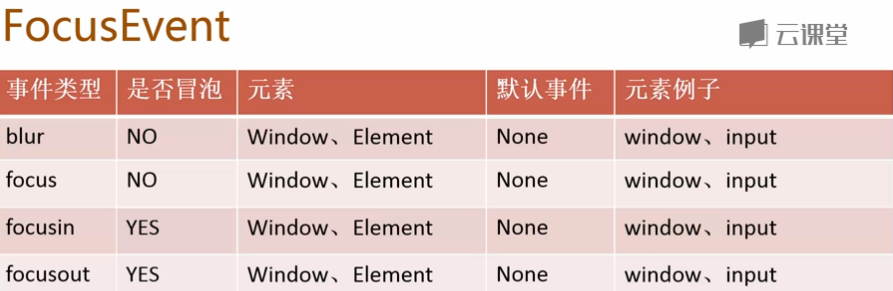 FocusEvent
云课堂
事件类型 是否冒泡 元素 默认事件 元素例子
blur NO Window、Element None window、input
focus NO Window、Element None window、input
focusin YES Window、Element None window、input
focusout YES Window、Element None window、input